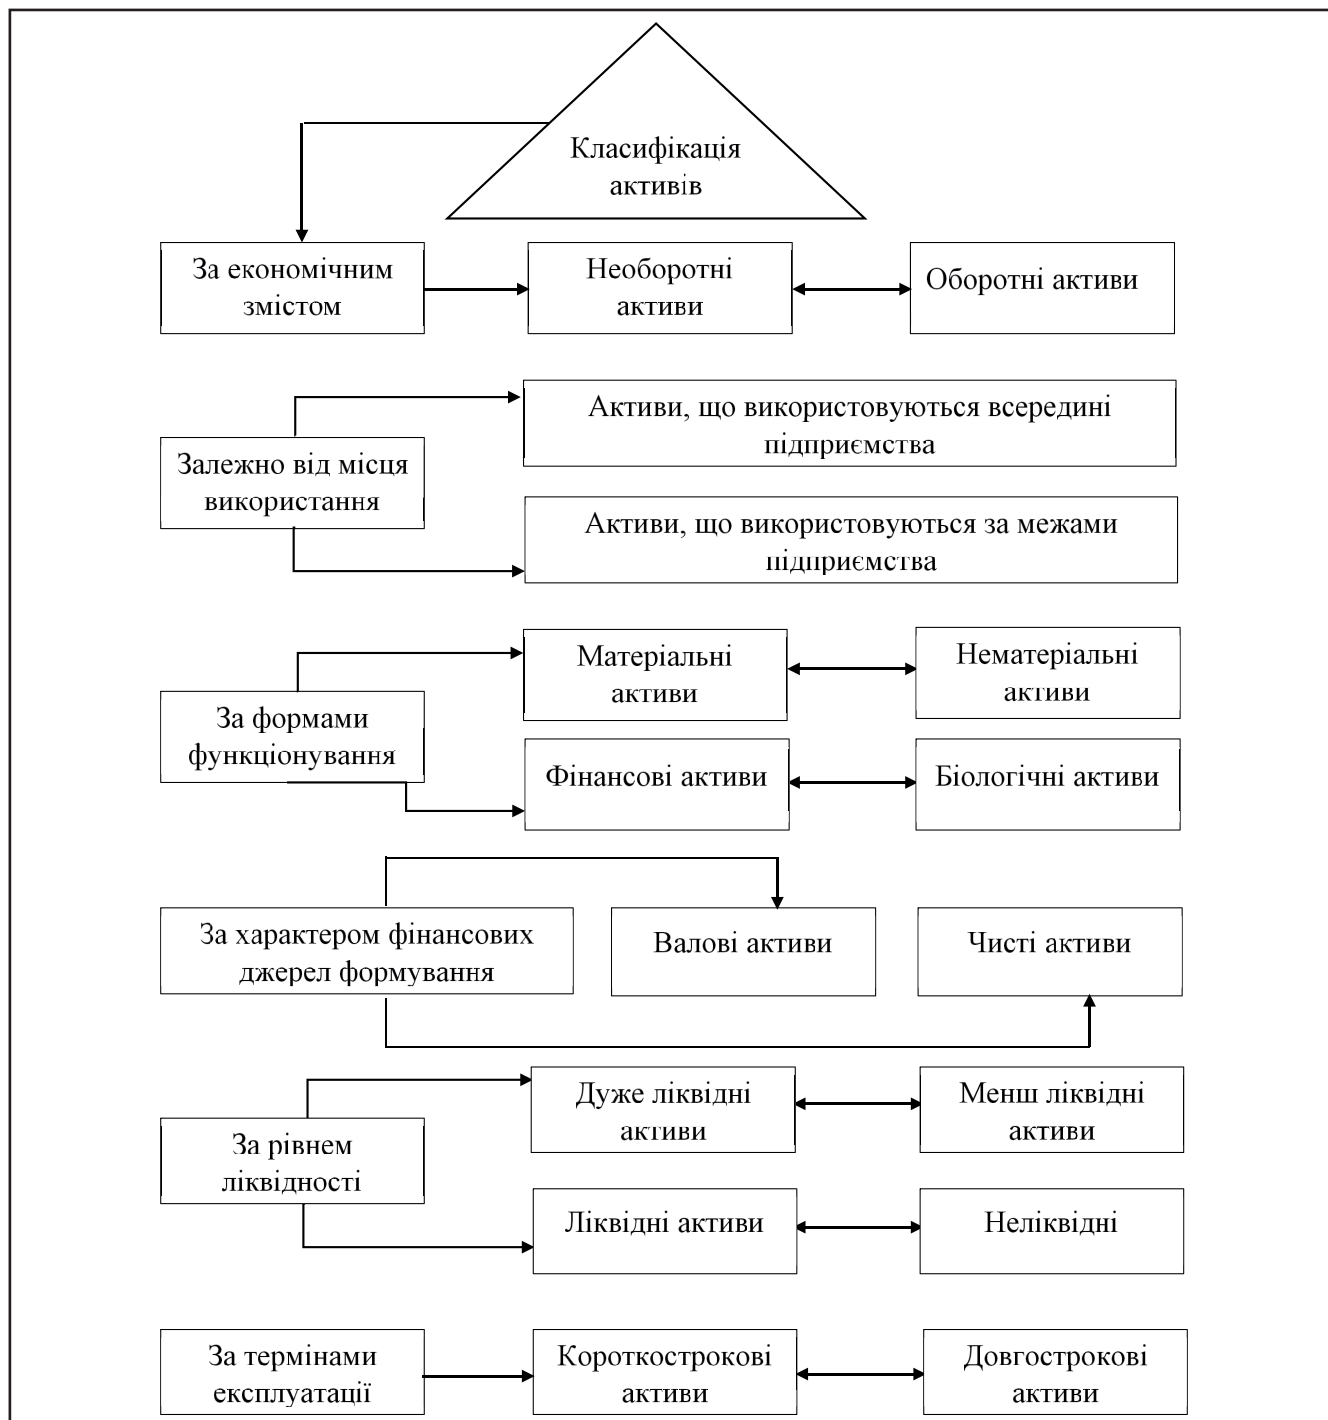 Класифікація
активів
За економічним
змістом
Необоротні
активи
Оборотні активи
Залежно від місця
використання
Активи, що використовуються всередині
підприємства
Активи, що використовуються за межами
підприємства
За формами
функціонування
Матеріальні
активи
Нематеріальні
активи
Фінансові активи
Біологічні активи
За характером фінансових
джерел формування
Валові активи
Чисті активи
За рівнем
ліквідності
Дуже ліквідні
активи
Менш ліквідні
активи
Ліквідні активи
Неліквідні
За термінами
експлуатації
Короткострокові
активи
Довгострокові
активи